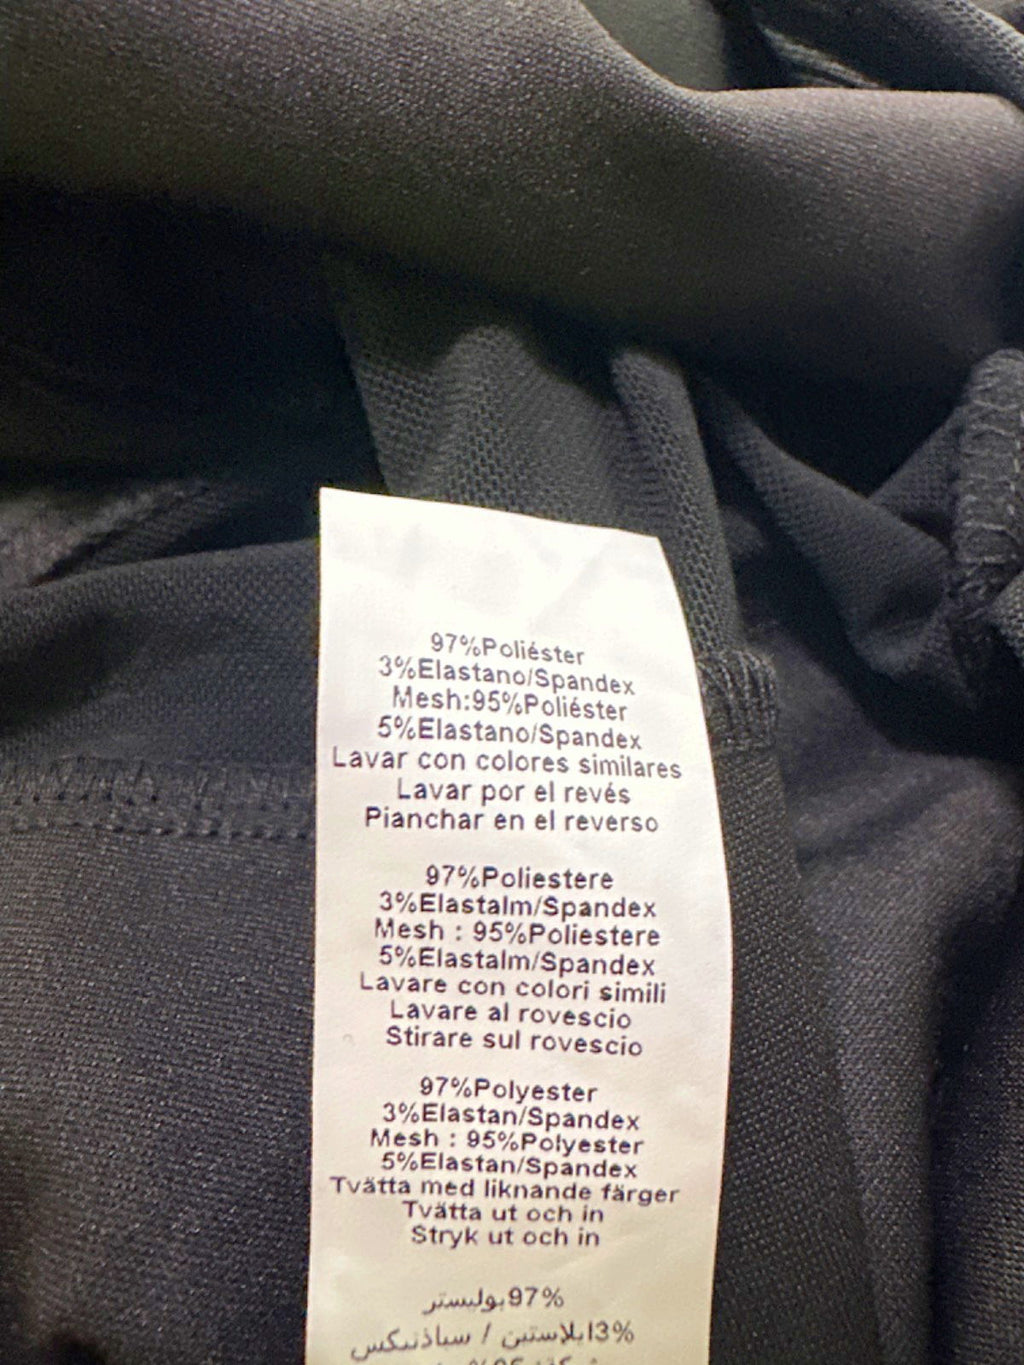 97%Poliéster
3%Elastano/Spandex
Mesh:95%Poliéster
5%Elastano/Spandex
Lavar con colores similares
Lavar por el revés
Pianchar en el reverso
97%Poliestere
3%Elastalm/Spandex
Mesh : 95%Poliestere
5%Elastalm/Spandex
Lavare con colori simili
Lavare al rovescio
Stirare sul rovescio
97%Polyester
3%Elastan/Spandex
Mesh : 95%Polyester
5%Elastan/Spandex
Tvätta med liknande färger
Tvätta ut och in
Stryk ut och in
97%بوليستر
3%ايلاستين / سباذنيكس